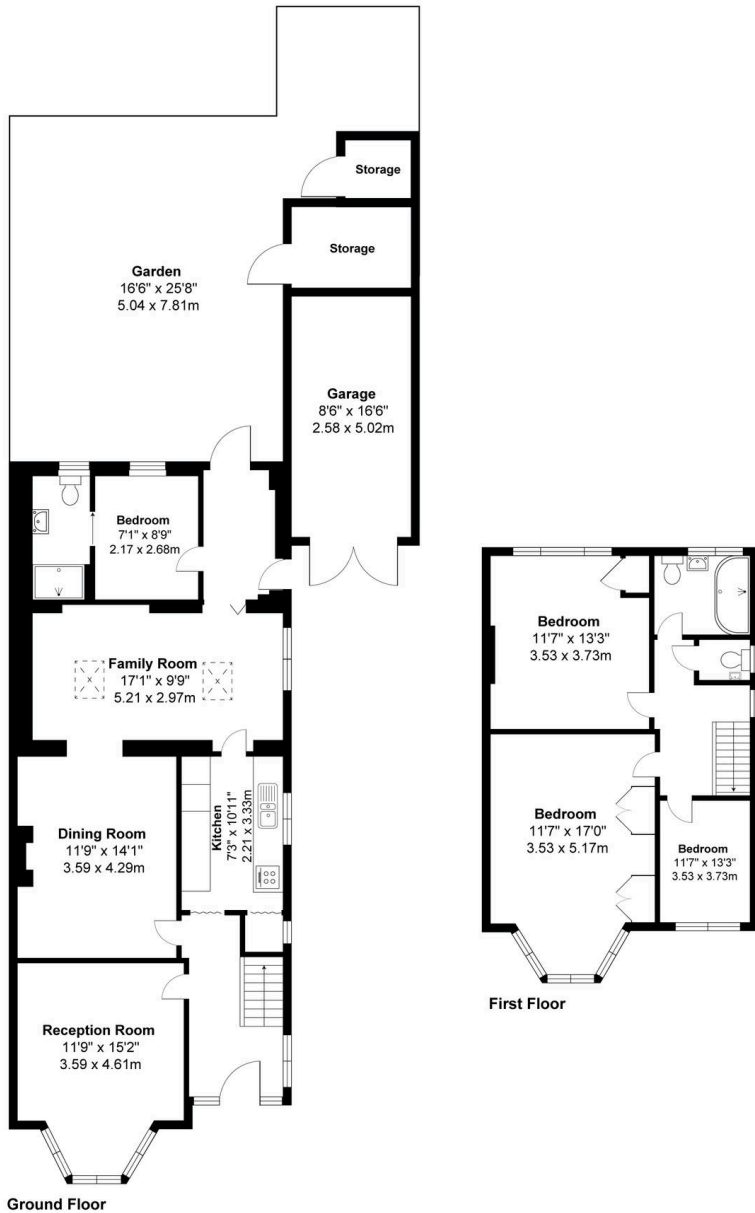 Storage
Storage
Garden
16'6" x 25'8"
5.04 x 7.81m
Garage
8'6" x 16'6"
2.58 x 5.02m
Bedroom
7'1" x 8'9"
2.17 x 2.68m
Family Room
17'1" x 9'9"
5.21 x 2.97m
Kitchen
7'3" x 10'11"
2.21 x 3.33m
Dining Room
11'9" x 14'1"
3.59 x 4.29m
Reception Room
11'9" x 15'2"
3.59 x 4.61m
Ground Floor
Bedroom
11'7" x 13'3"
3.53 x 3.73m
Bedroom
11'7" x 17'0"
3.53 x 5.17m
Bedroom
11'7" x 13'3"
3.53 x 3.73m
First Floor